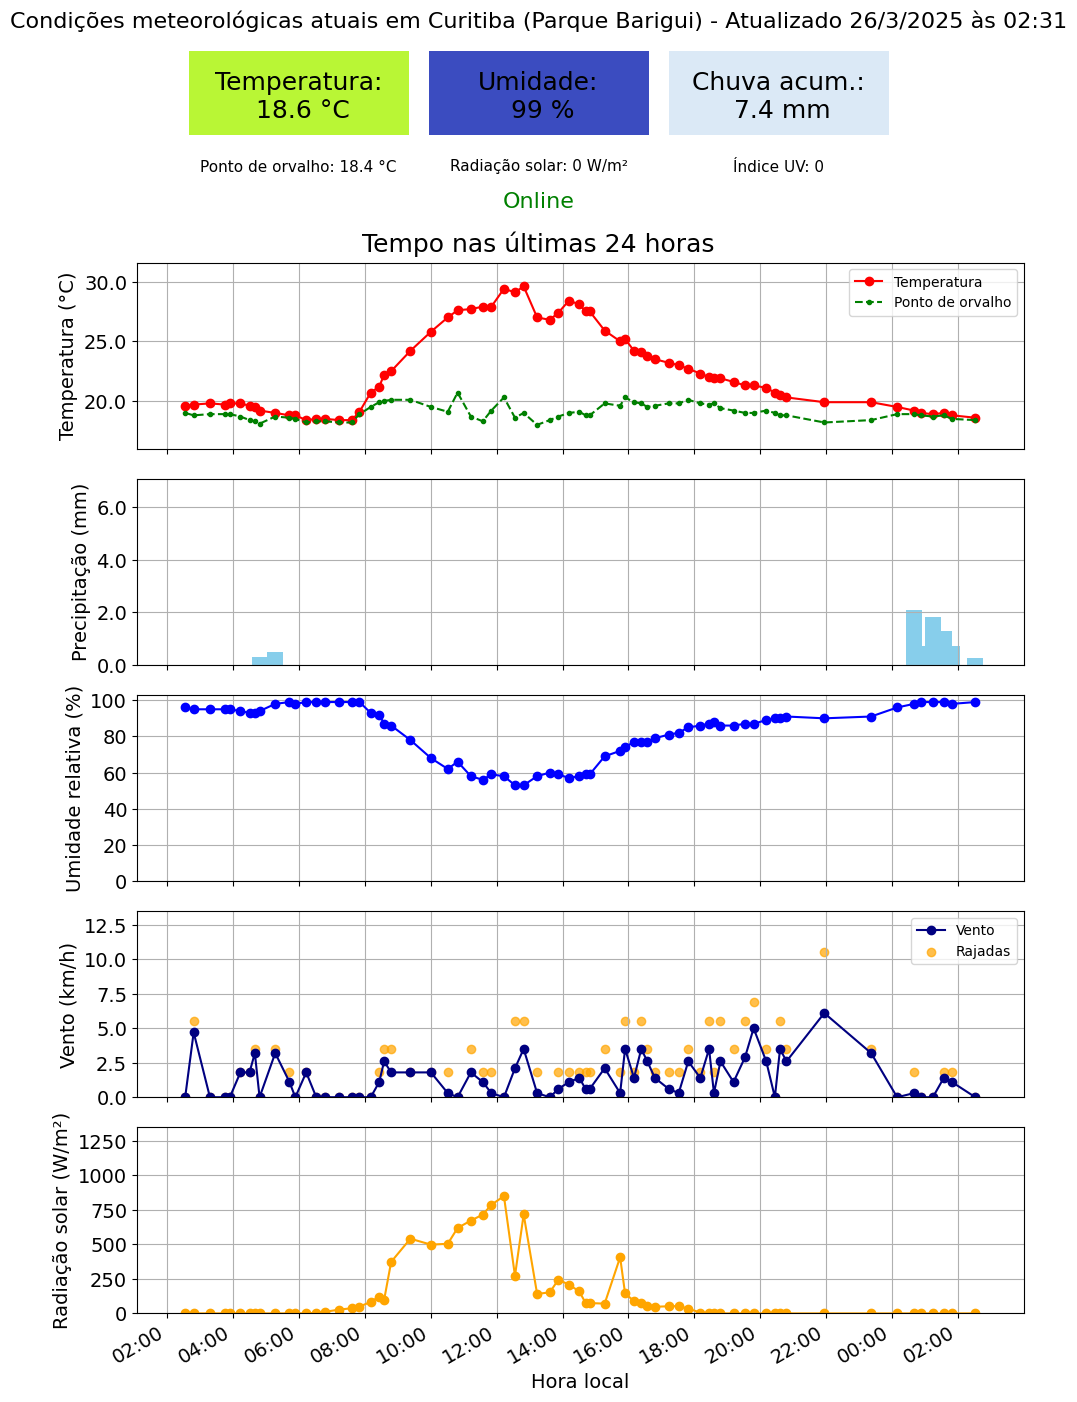 Condições meteorológicas atuais em Curitiba (Parque Barigui) - Atualizado 26/3/2025 às 02:31
Temperatura:
18.6 °C
Umidade:
99 %
Chuva acum.:
7.4 mm
Ponto de orvalho: 18.4 °C
Radiação solar: 0 W/m²
Índice UV: 0
Online
Tempo nas últimas 24 horas
Temperatura (°C)
30.0
25.0
20.0
Temperatura
Ponto de orvalho
Precipitação (mm)
6.0
4.0
2.0
0.0
Umidade relativa (%)
100
80
60
40
20
0
Vento (km/h)
12.5
10.0
7.5
5.0
2.5
0.0
Vento
Rajadas
Radiação solar (W/m²)
1250
1000
750
500
250
0
02:00
04:00
06:00
08:00
10:00
12:00
14:00
16:00
18:00
20:00
22:00
00:00
02:00
Hora local